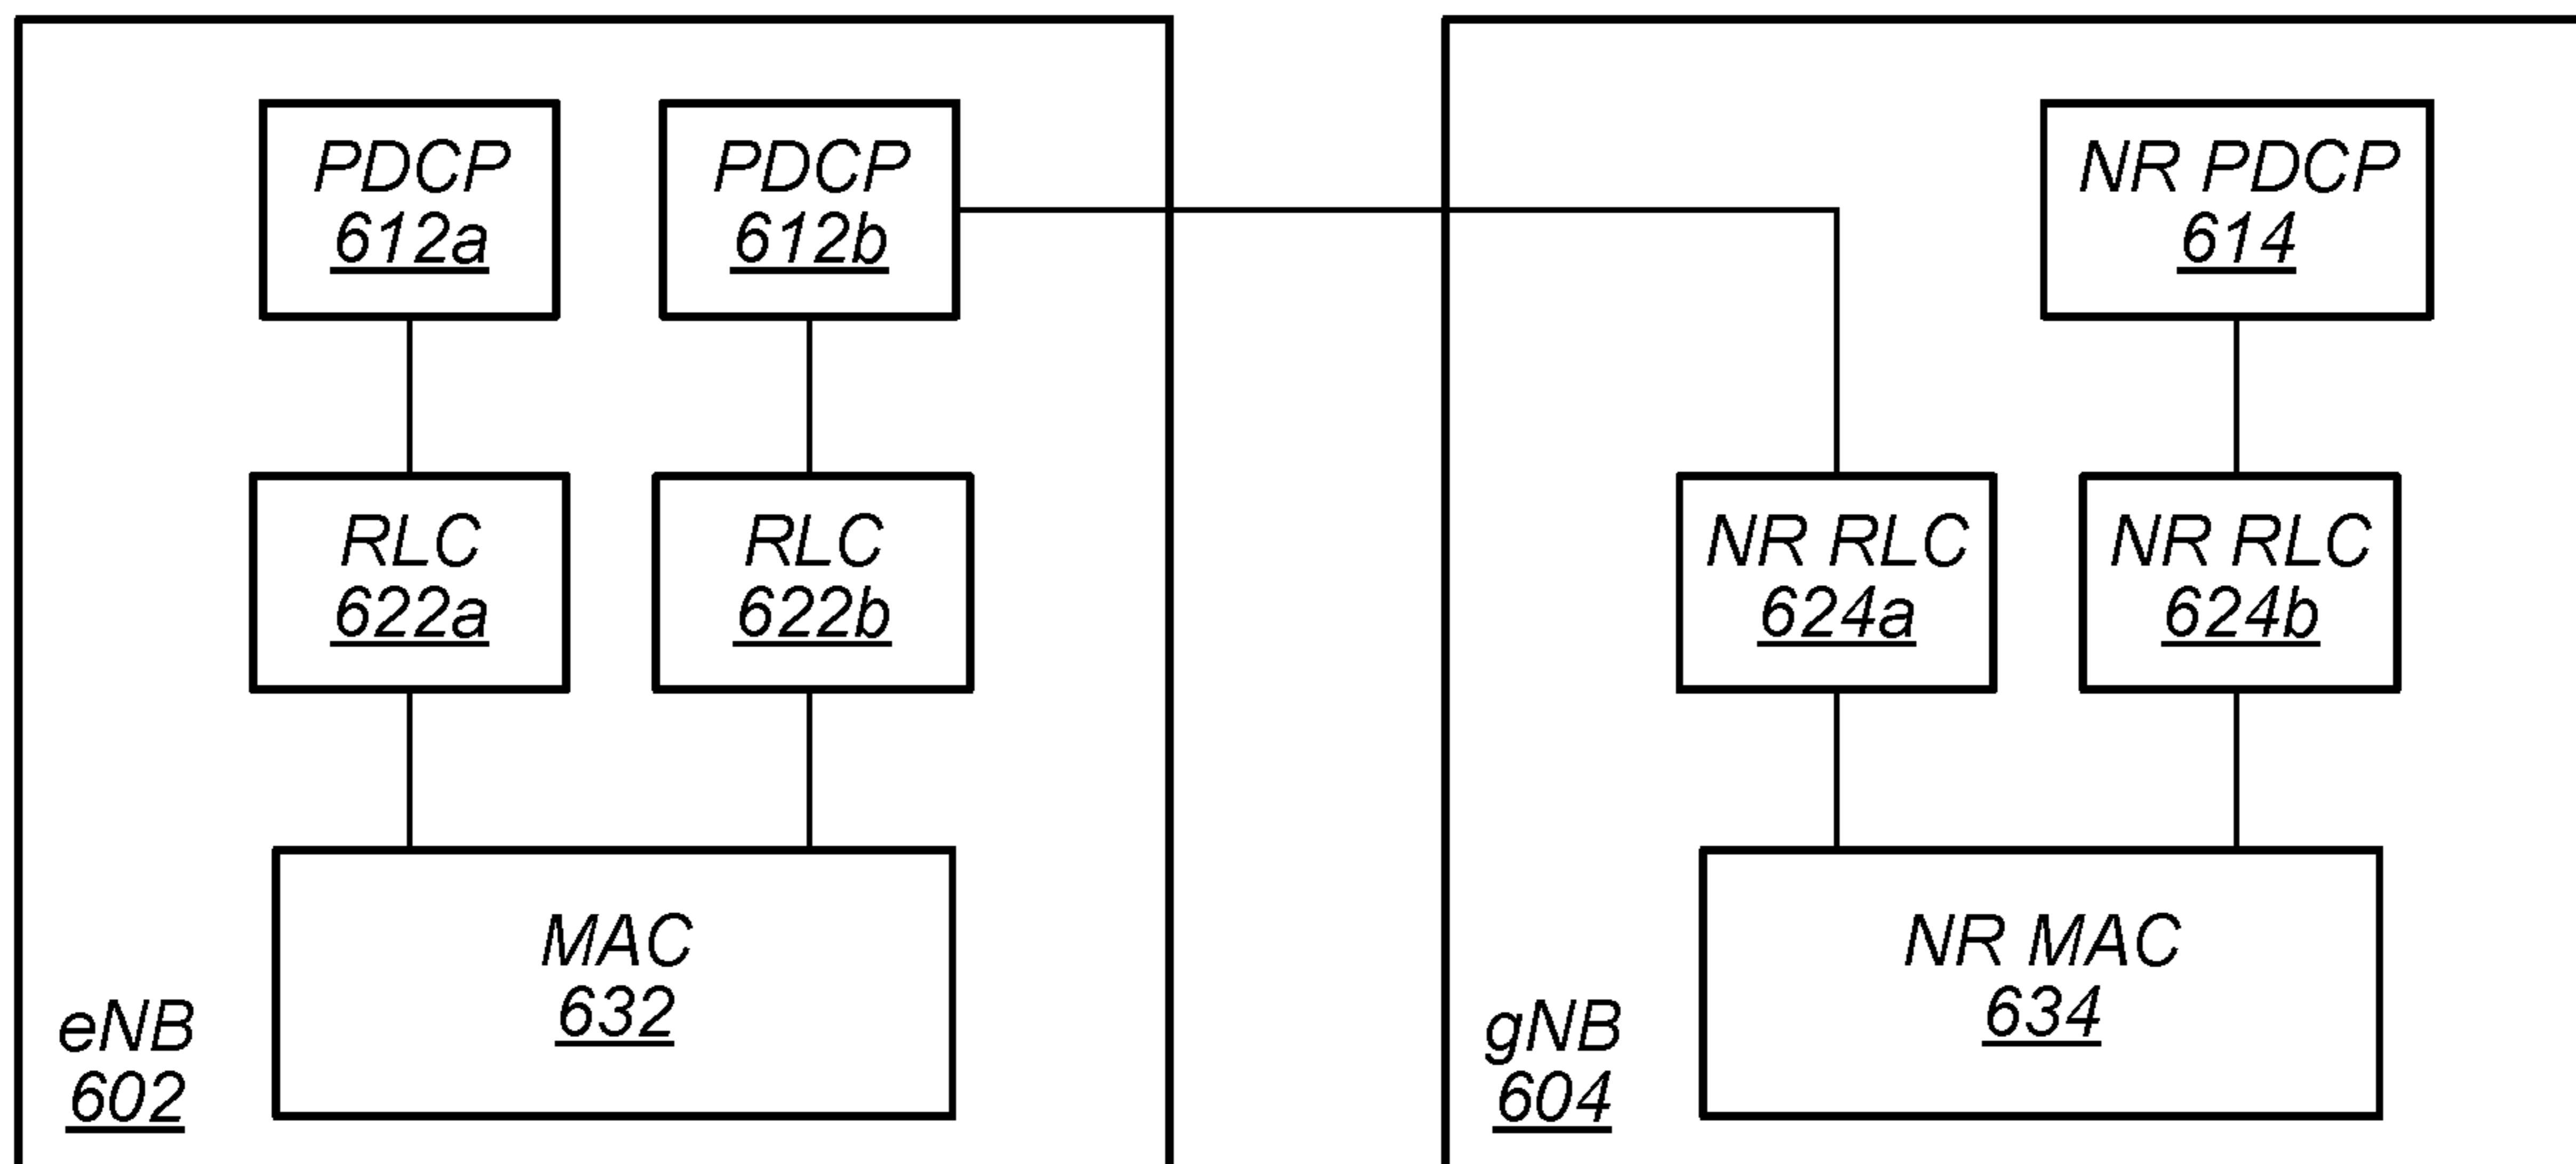 PDCP
612a
PDCP
612b
NR PDCP
614
RLC
622a
RLC
622b
NR RLC
624a
NR RLC
624b
MAC
632
NR MAC
634
eNB
602
gNB
604